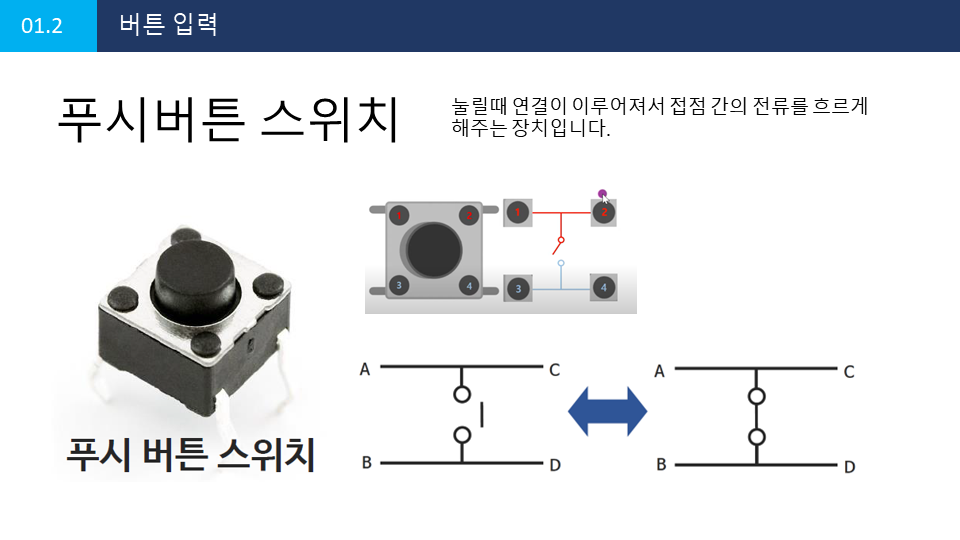 01.2
버튼 입력
푸시버튼 스위치
눌릴때 연결이 이루어져서 접점 간의 전류를 흐르게
해주는 장치입니다.
1 2
3 4
1 2
3 4
푸시 버튼 스위치
A C
B D
A C
B D